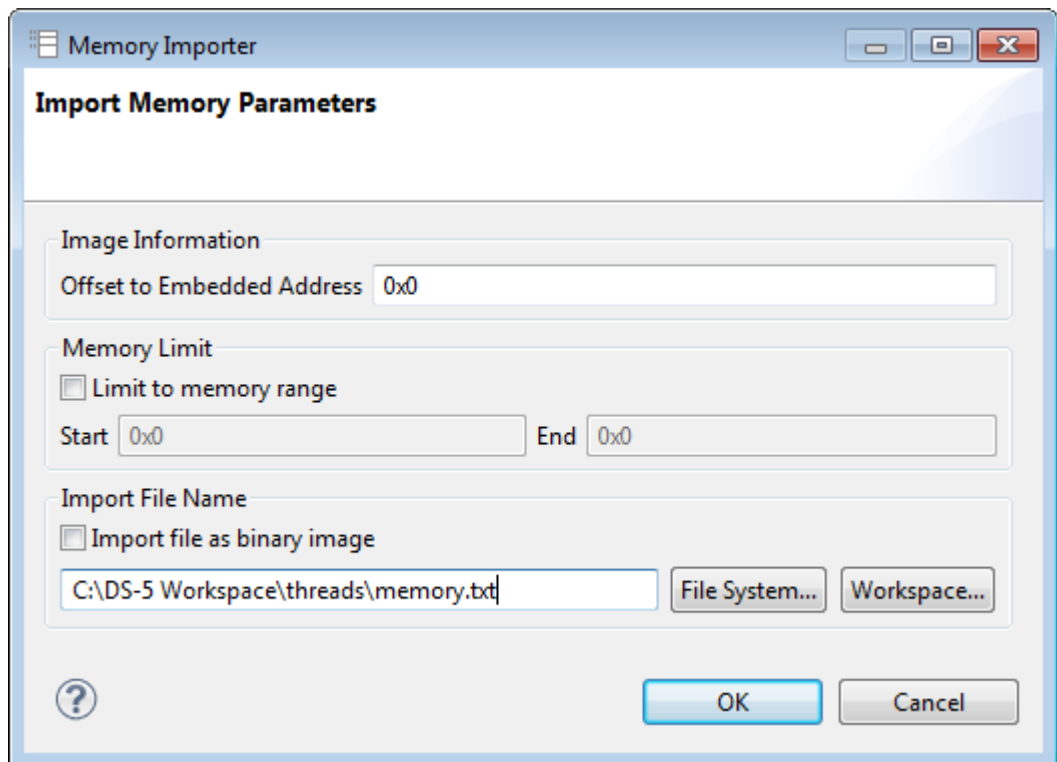 Memory Importer
Import Memory Parameters
Image Information
Offset to Embedded Address 0x0
Memory Limit
Limit to memory range
Start 0x0 End 0x0
Import File Name
Import file as binary image
C:\DS-5 Workspace\threads\memory.txt File System... Workspace...
? OK Cancel